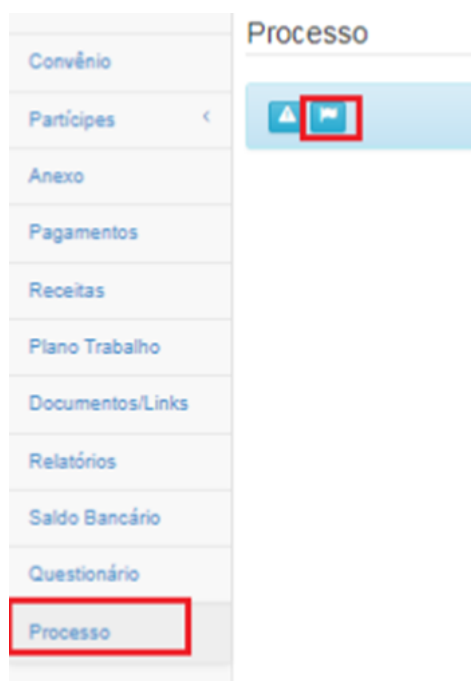 Processo
Convênio
Partícipes
Anexo
Pagamentos
Receitas
Plano Trabalho
Documentos/Links
Relatórios
Saldo Bancário
Questionário
Processo